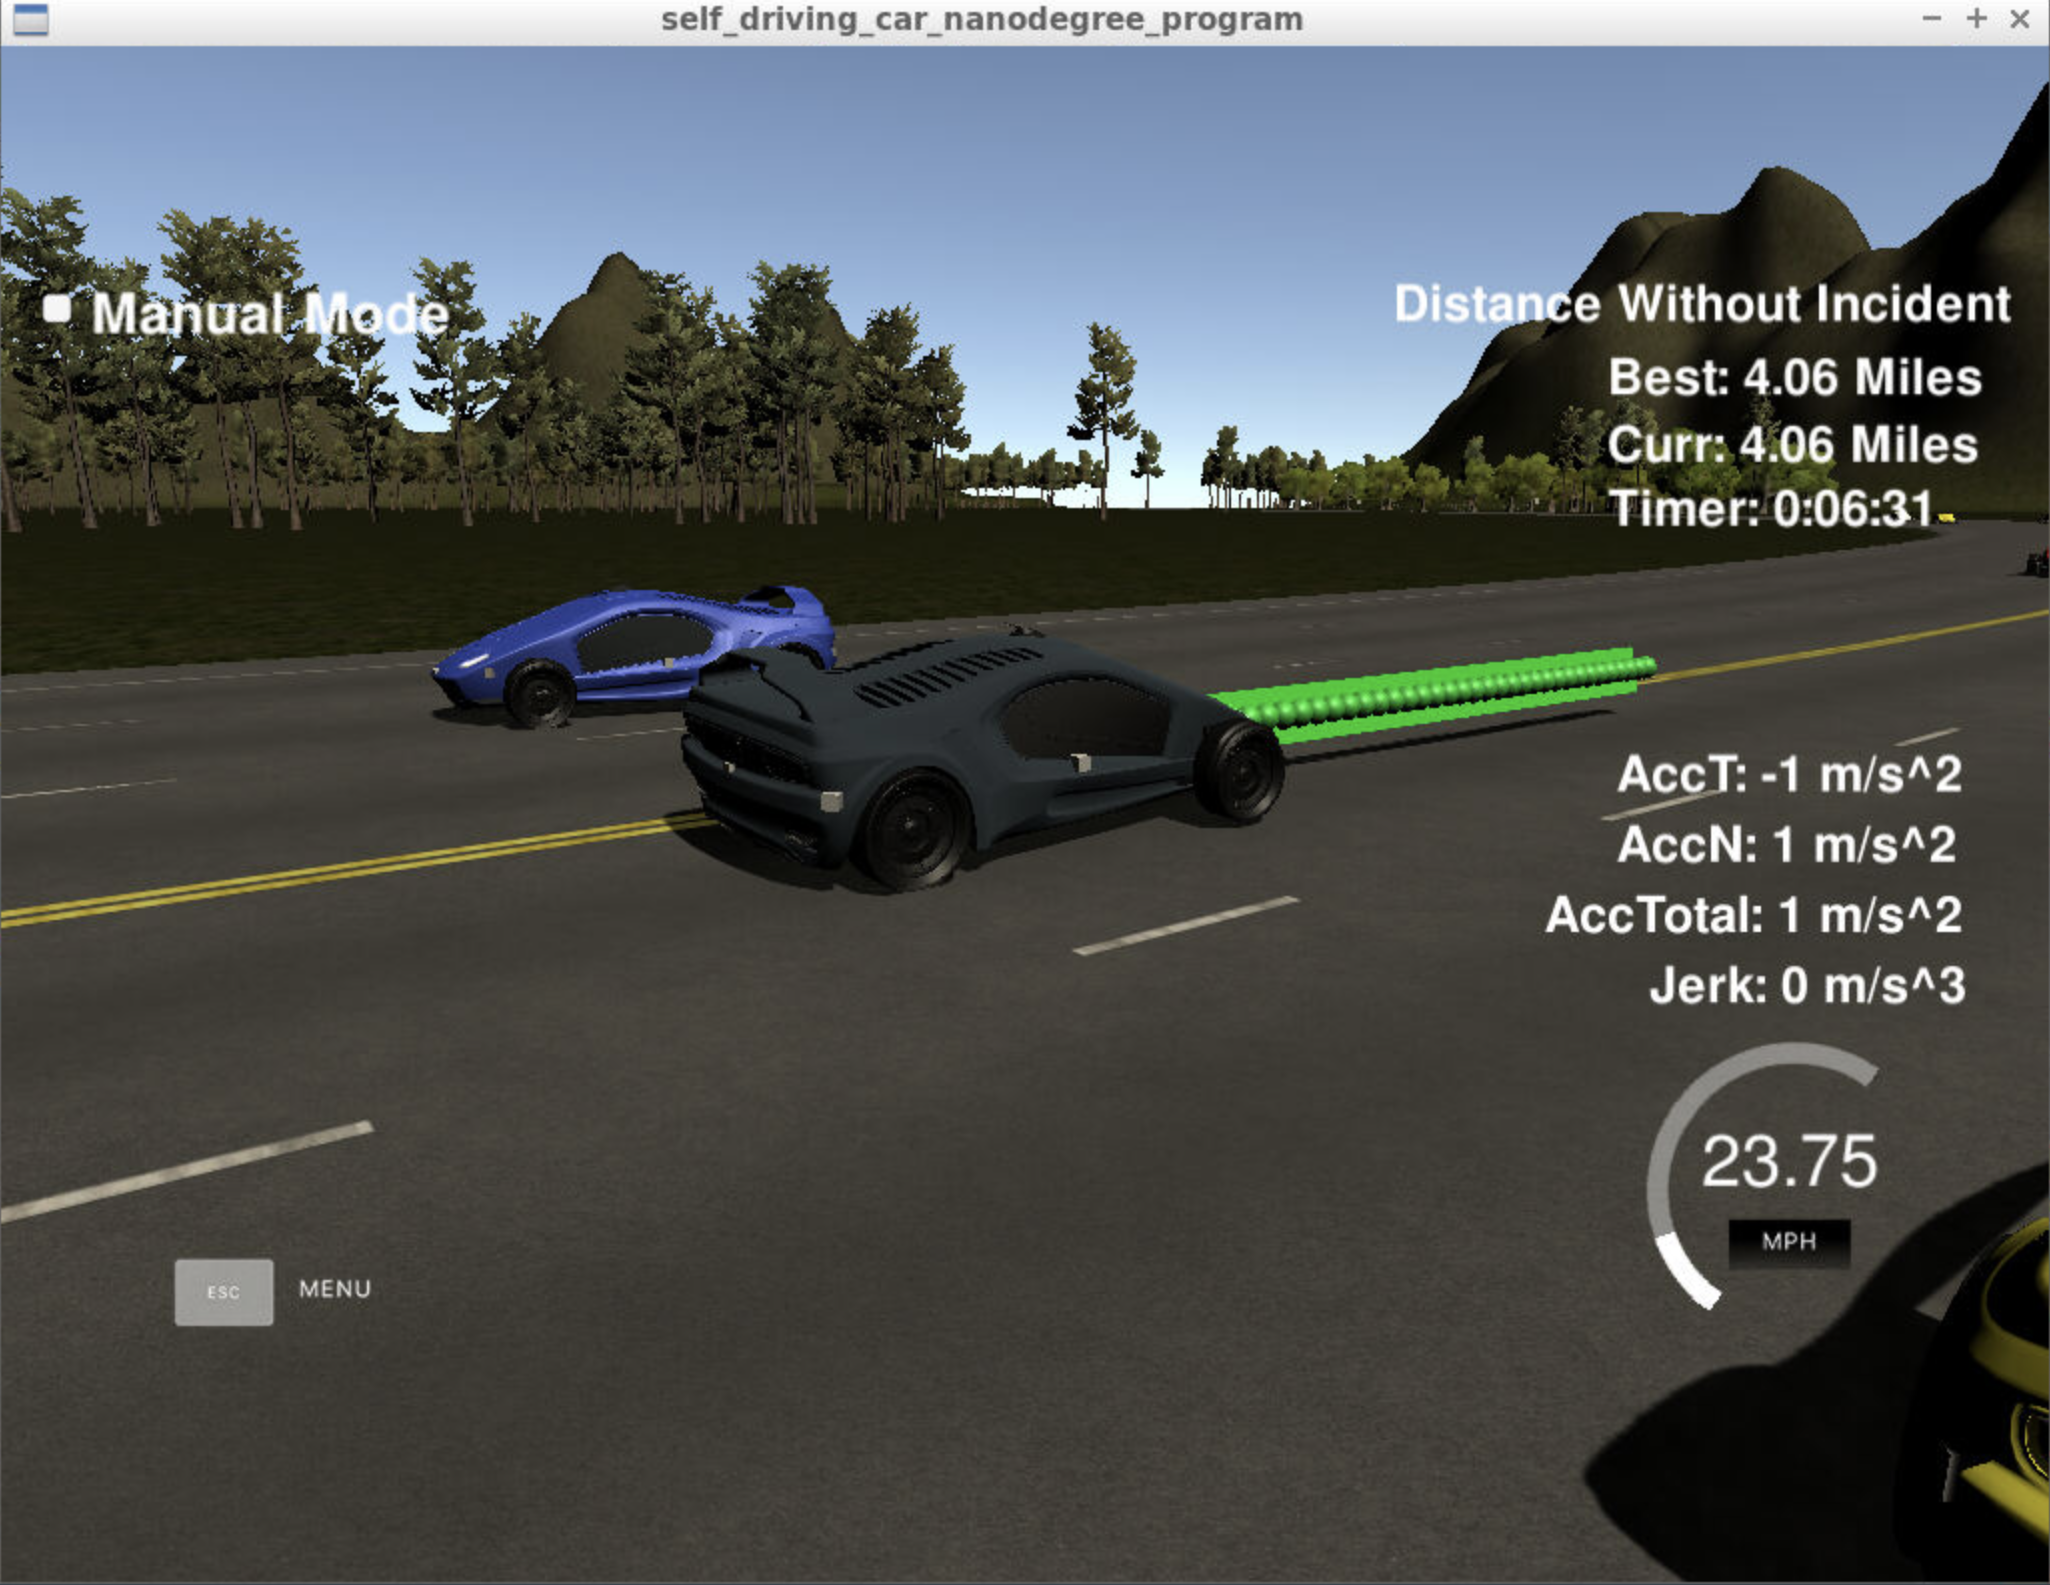 self_driving_car_nanodegree_program
Manual Mode
Distance Without Incident
Best: 4.06 Miles
Curr: 4.06 Miles
Timer: 0:06:31
AccT: -1 m/s^2
AccN: 1 m/s^2
AccTotal: 1 m/s^2
Jerk: 0 m/s^3
23.75
MPH
ESC MENU